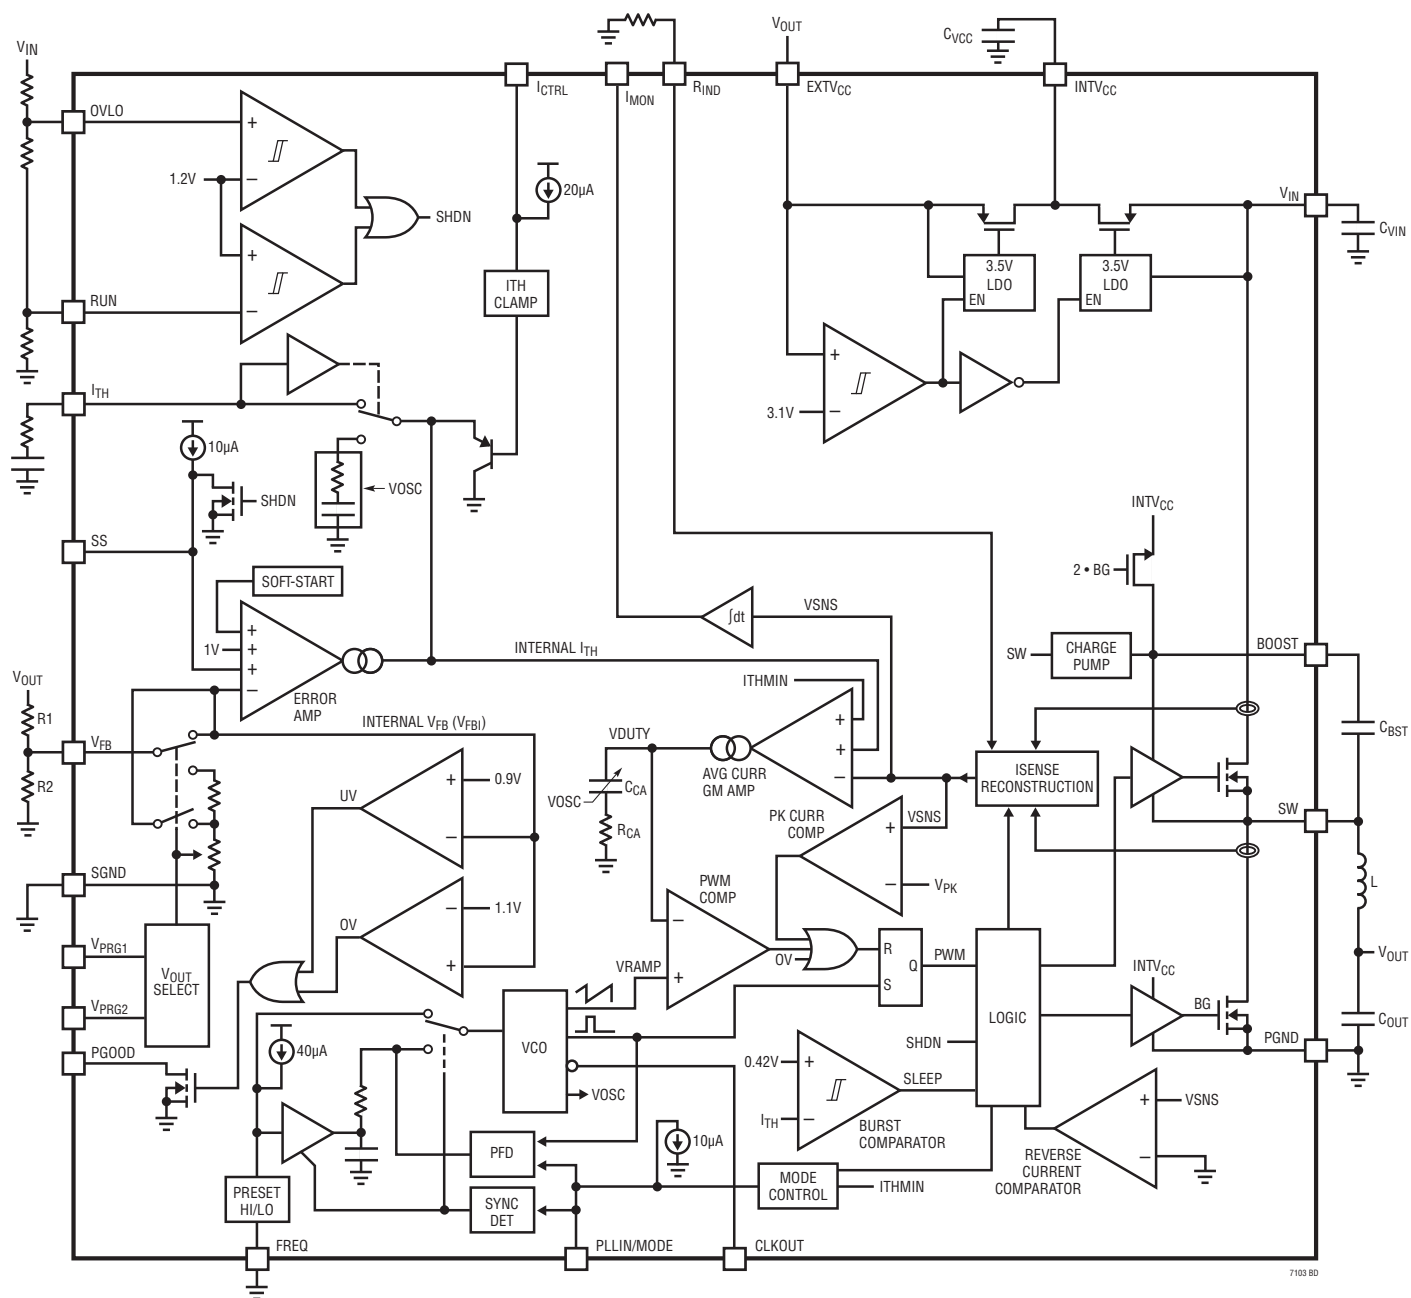 VIN
OVLO
1.2V
+
−
+
−
SHDN
RUN
ICTRL
20µA
ITH
CLAMP
IMON
RIND
VOUT
EXTVCC
CVCC
INTVCC
VIN
CVIN
3.5V
LDO
EN
3.5V
LDO
EN
+
−
3.1V
ITH
10µA
SHDN
VOSC
SS
SOFT-START
+
1V
+
+
−
ERROR
AMP
INTERNAL ITH
∫dt
VSNS
INTVCC
2 • BG
SW
CHARGE
PUMP
BOOST
CBST
VOUT
R1
VFB
R2
INTERNAL VFB (VFBI)
ITHMIN
+
+
−
AVG CURR
GM AMP
VDUTY
VOSC
CCA
RCA
ISENSE
RECONSTRUCTION
SW
L
VOUT
COUT
UV
+
0.9V
−
OV
−
1.1V
+
PK CURR
COMP
VSNS
+
−
VPK
SGND
VPRG1
VPRG2
VOUT
SELECT
PGOOD
PWM
COMP
−
+
VRAMP
OV
R
S
Q
PWM
LOGIC
SHDN
INTVCC
BG
PGND
VCO
VOSC
40µA
0.42V
+
ITH
−
SLEEP
BURST
COMPARATOR
+
VSNS
−
REVERSE
CURRENT
COMPARATOR
PFD
SYNC
DET
10µA
MODE
CONTROL
ITHMIN
PRESET
HI/LO
FREQ
PLLIN/MODE
CLKOUT
7103 BD